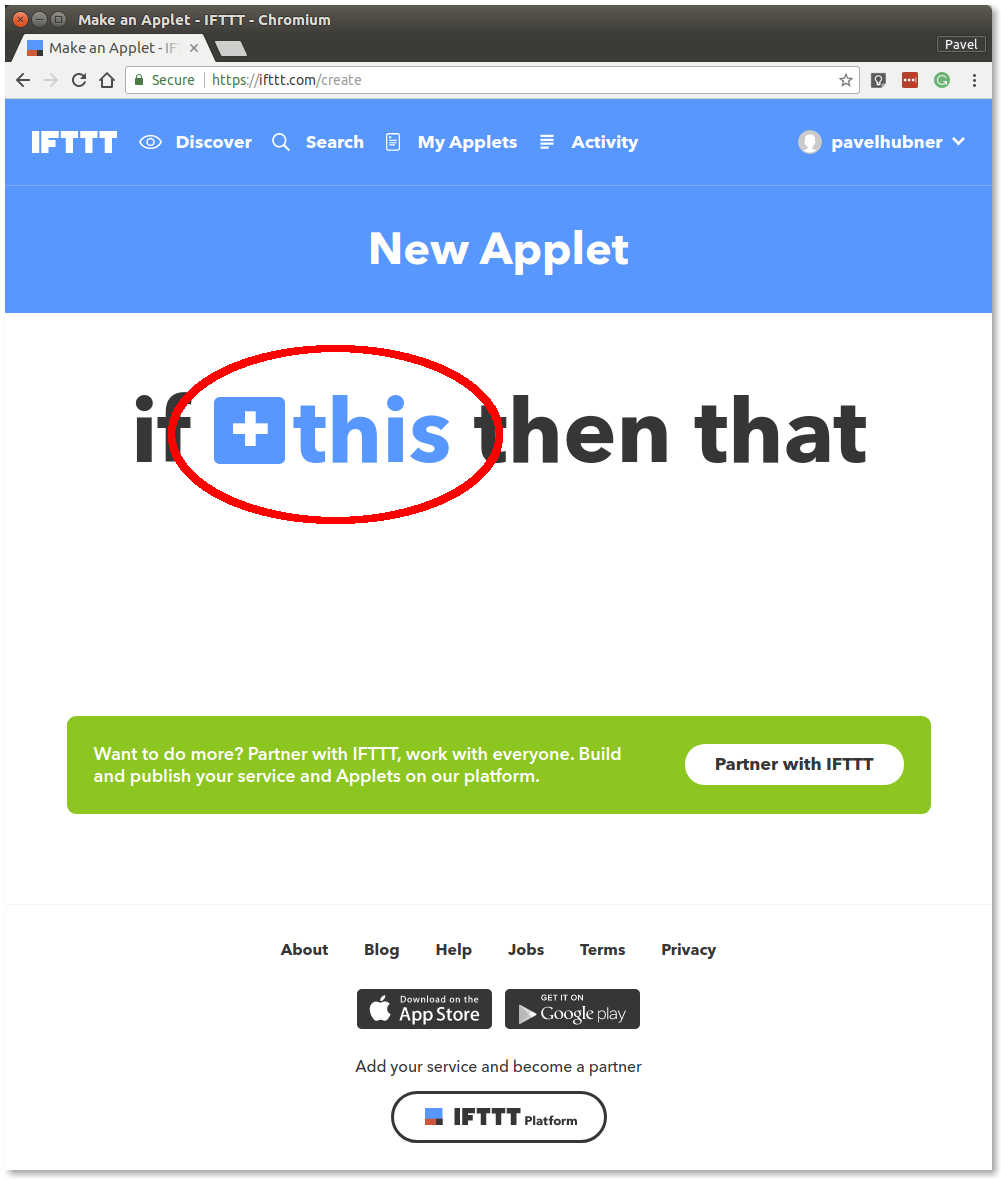 Make an Applet - IFTTT - Chromium
Make an Applet - IF
Pavel
Secure https://ifttt.com/create
IFTTT Discover Search My Applets Activity pavelhubner
New Applet
if this then that
Want to do more? Partner with IFTTT, work with everyone. Build
and publish your service and Applets on our platform.
Partner with IFTTT
About Blog Help Jobs Terms Privacy
Download on the
App Store
GET IT ON
Google play
Add your service and become a partner
IFTTT Platform